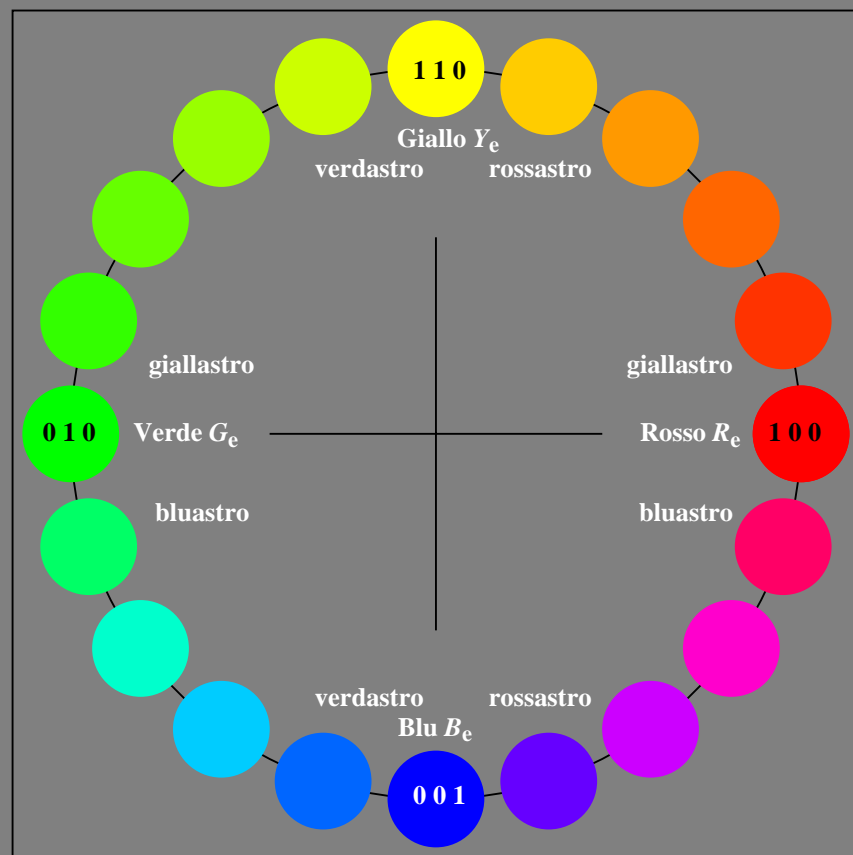 1 1 0
Giallo Ye
verdastro rossastro
giallastro giallastro
0 1 0 Verde Ge Rosso Re 1 0 0
bluastro bluastro
verdastro rossastro
Blu Be
0 0 1